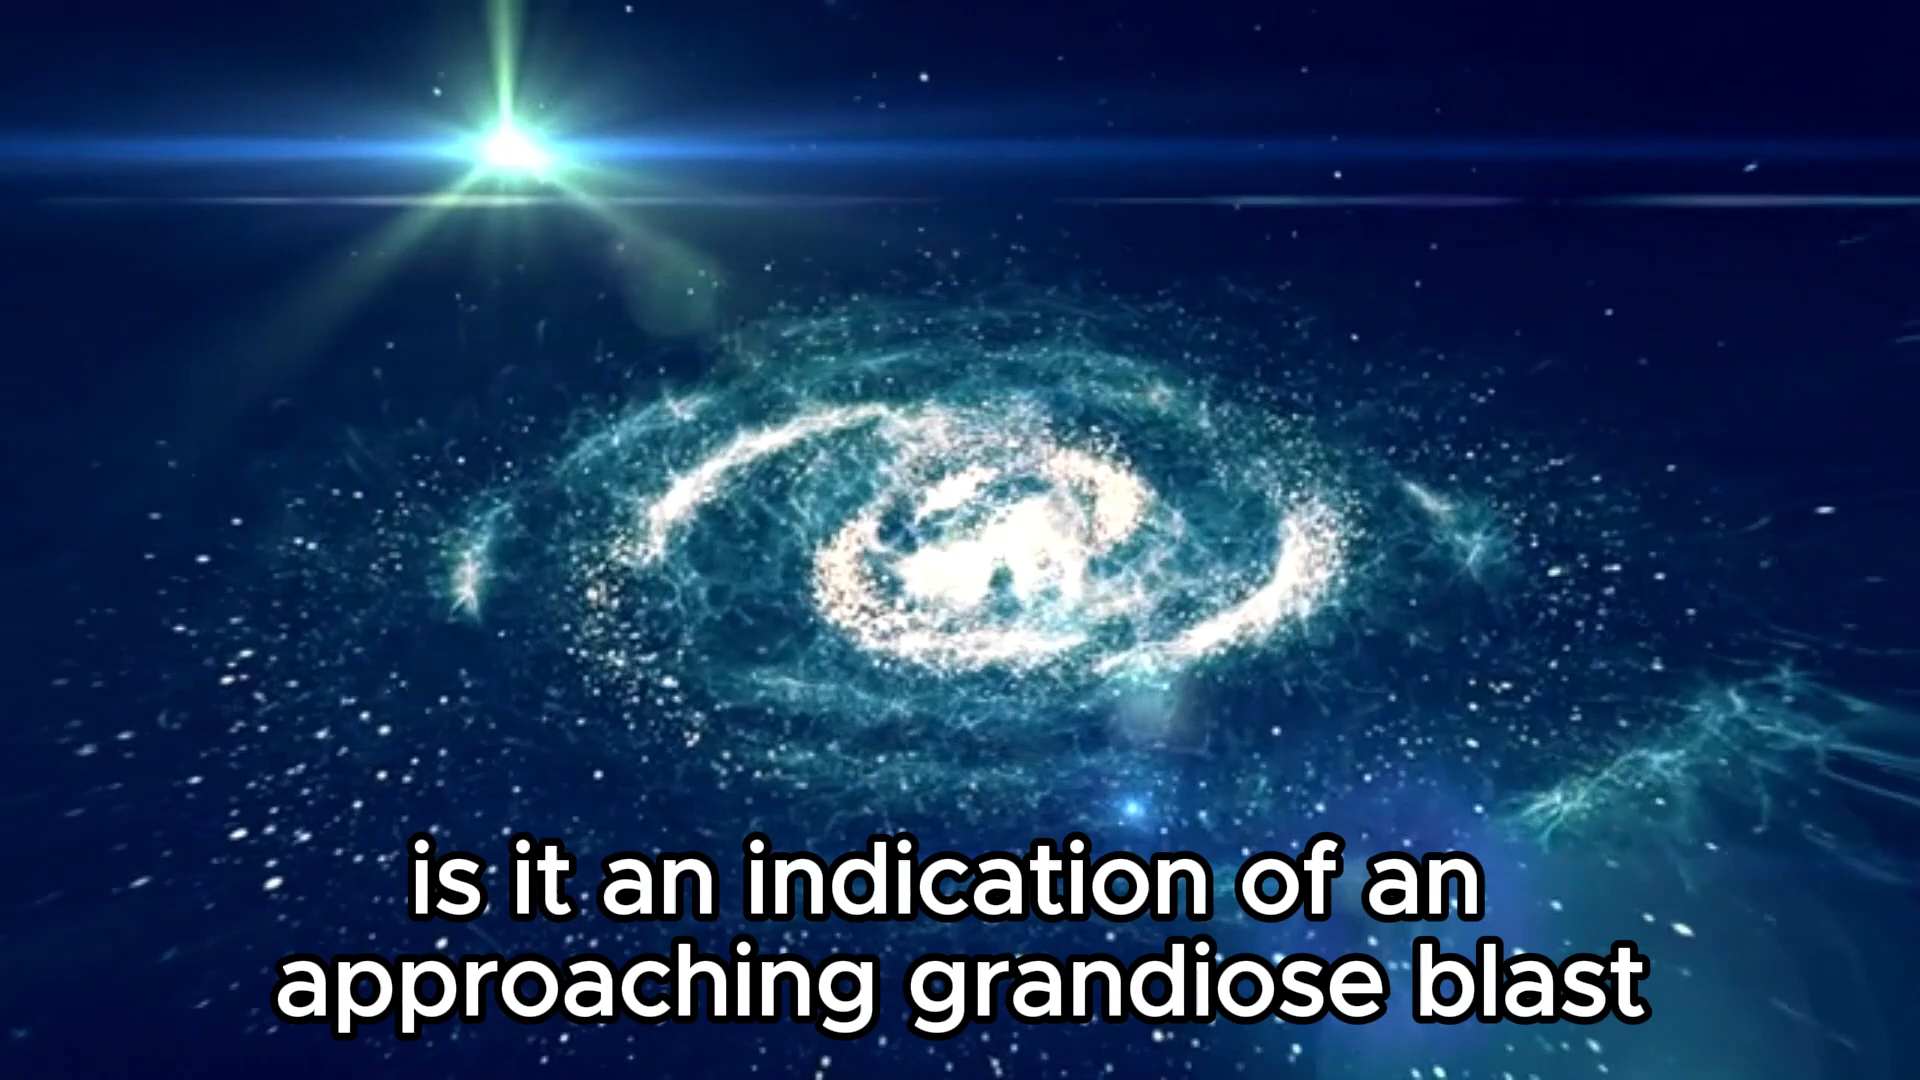 is it an indication of an
approaching grandiose blast